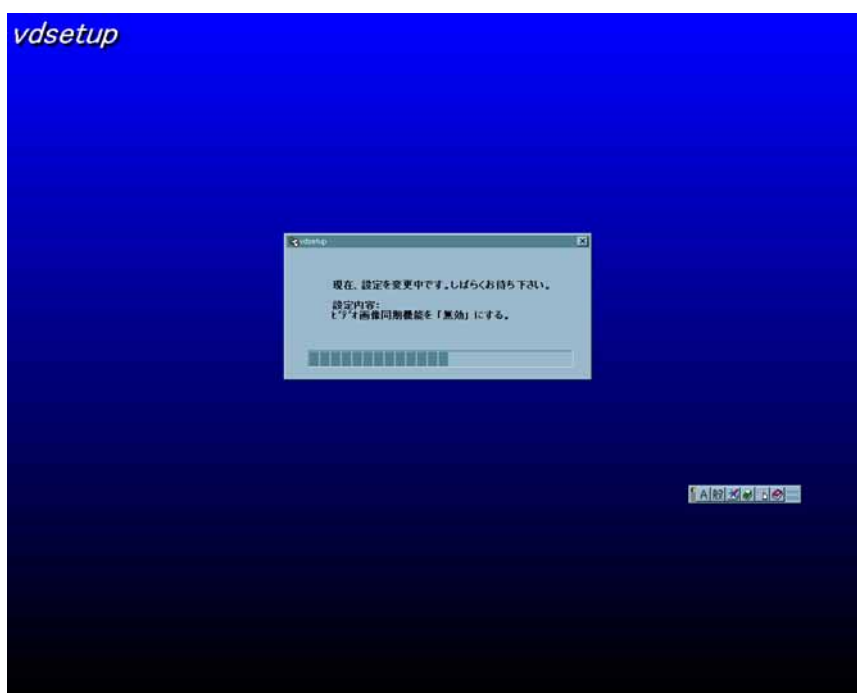 vdsetup
vdsetup
現在、設定を変更中です。しばらくお待ち下さい。
設定内容:
ﾋﾞﾃﾞｵ画像同期機能を「無効」にする。
A 般